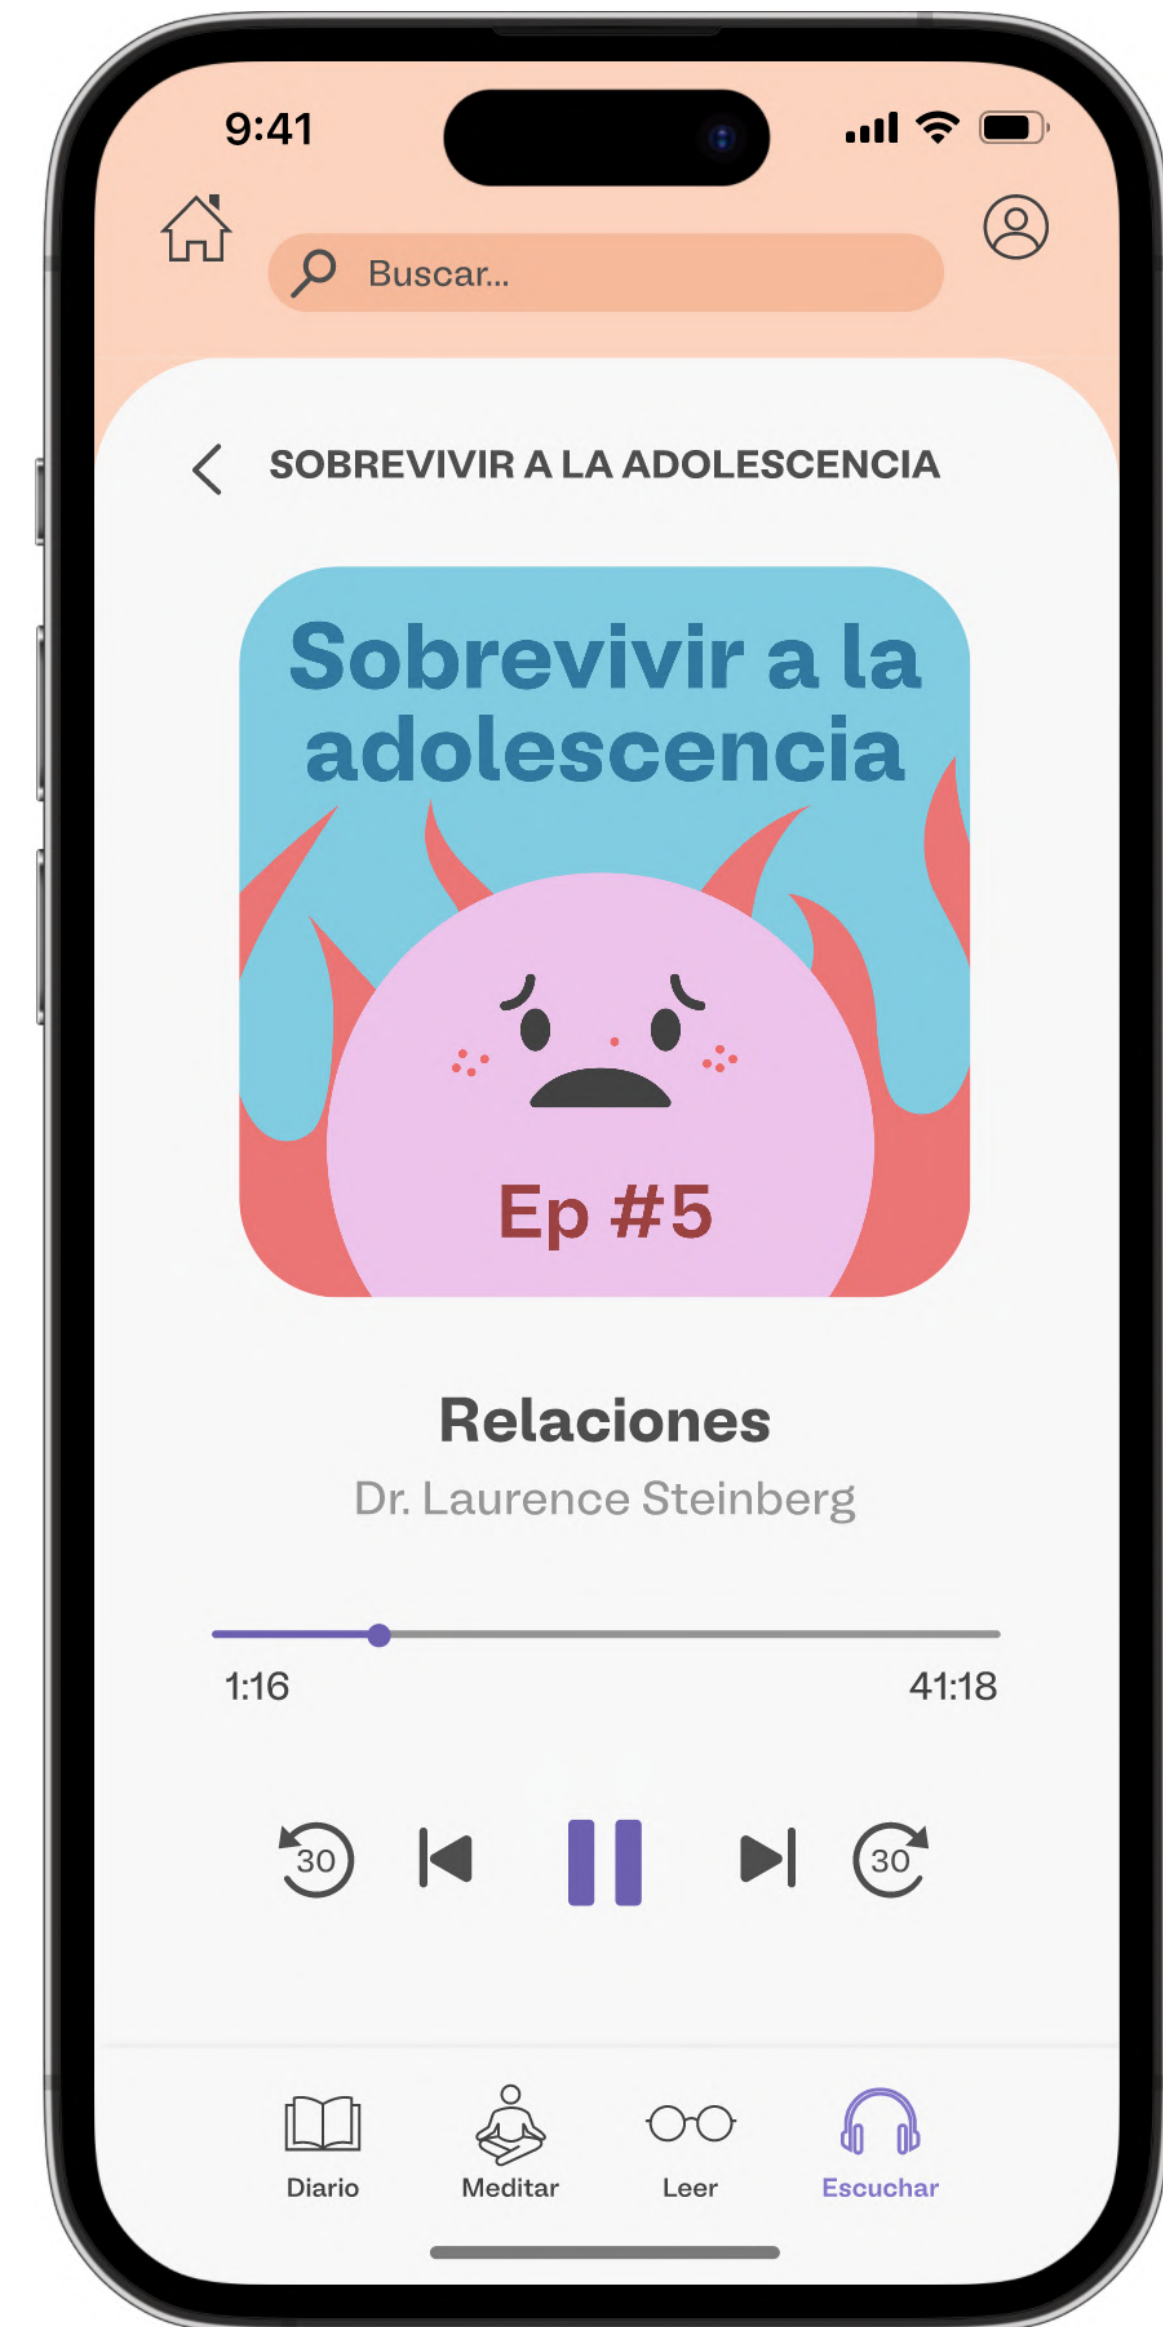 9:41
Buscar...
SOBREVIVIR A LA ADOLESCENCIA
Sobrevivir a la
adolescencia
Ep #5
Relaciones
Dr. Laurence Steinberg
1:16 41:18
30 30
Diario Meditar Leer Escuchar